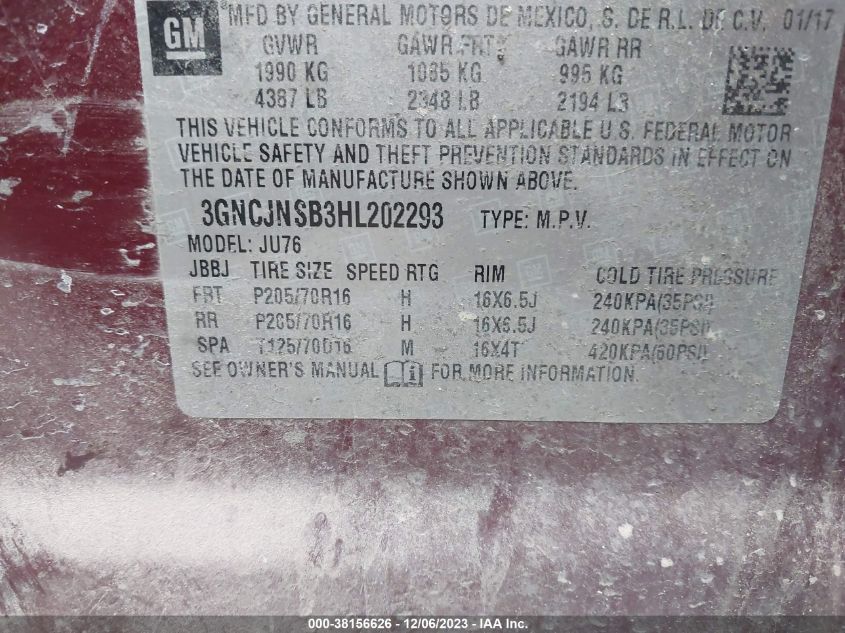 GM
MFD BY GENERAL MOTORS DE MEXICO, S. DE R.L. DE C.V. 01/17
GVWR GAWR FRT GAWR RR
1990 KG 1065 KG 995 KG
4387 LB 2348 LB 2194 LB
THIS VEHICLE CONFORMS TO ALL APPLICABLE U.S. FEDERAL MOTOR
VEHICLE SAFETY AND THEFT PREVENTION STANDARDS IN EFFECT ON
THE DATE OF MANUFACTURE SHOWN ABOVE.
3GNCJNSB3HL202293 TYPE: M.P.V.
MODEL: JU76
JBBJ TIRE SIZE SPEED RTG RIM COLD TIRE PRESSURE
FRT P205/70R16 H 16X6.5J 240KPA(35PSI)
RR P205/70R16 H 16X6.5J 240KPA(35PSI)
SPA T125/70D16 M 16X4T 420KPA(60PSI)
SEE OWNER'S MANUAL FOR MORE INFORMATION.
000-38156626 - 12/06/2023 - IAA Inc.